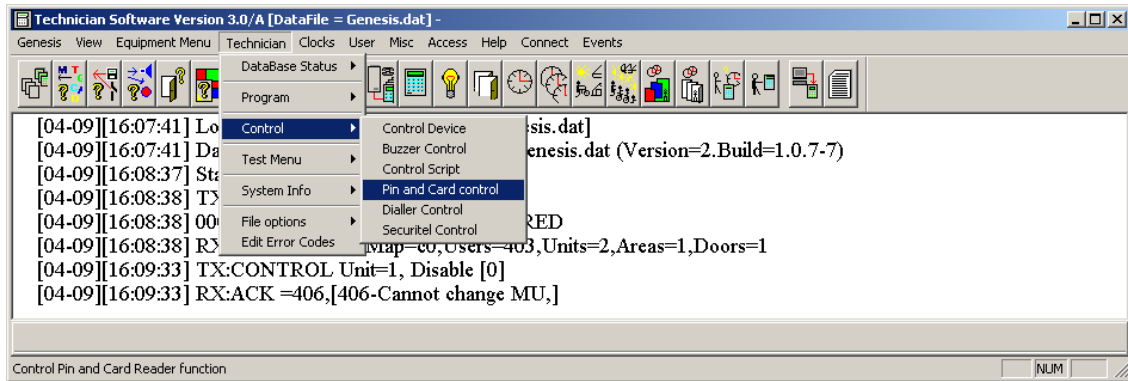 Technician Software Version 3.0/A [DataFile = Genesis.dat] -
Genesis View Equipment Menu Technician Clocks User Misc Access Help Connect Events
DataBase Status
Program
Control
Test Menu
System Info
File options
Edit Error Codes
Control Device
Buzzer Control
Control Script
Pin and Card control
Dialler Control
Securitel Control
[04-09][16:07:41] Lo sis.dat]
[04-09][16:07:41] Da enesis.dat (Version=2.Build=1.0.7-7)
[04-09][16:08:37] Sta
[04-09][16:08:38] TX
[04-09][16:08:38] 00 RED
[04-09][16:08:38] RX Map=c0,Users=403,Units=2,Areas=1,Doors=1
[04-09][16:09:33] TX:CONTROL Unit=1, Disable [0]
[04-09][16:09:33] RX:ACK =406,[406-Cannot change MU,]
Control Pin and Card Reader function NUM